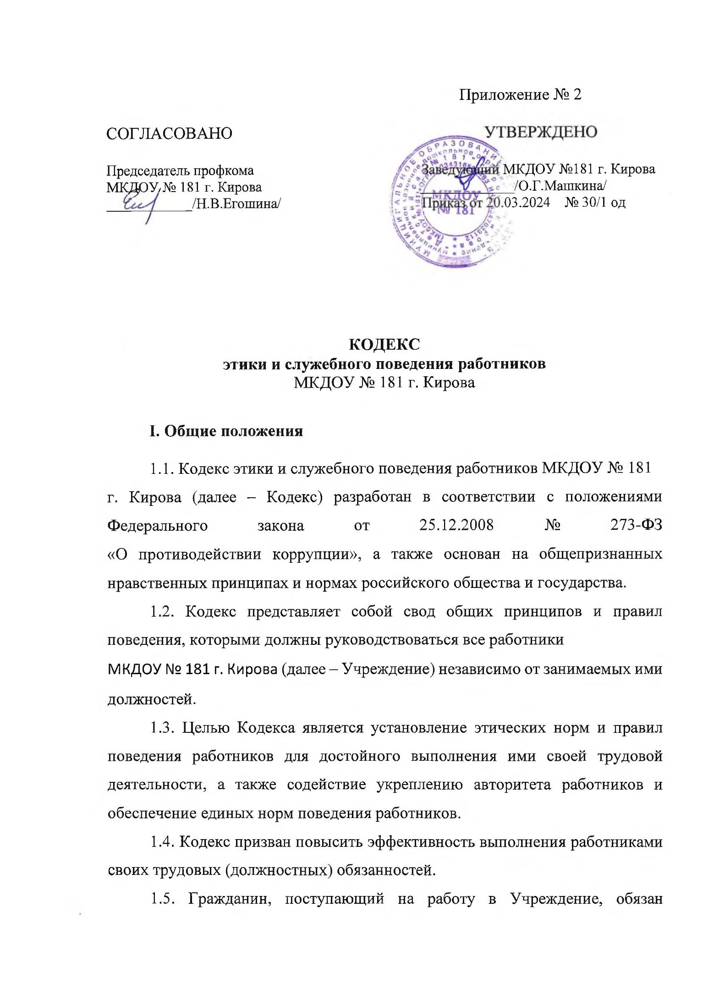 Приложение № 2
СОГЛАСОВАНО
УТВЕРЖДЕНО
Председатель профкома
МКДОУ № 181 г. Кирова
/Н.В.Егошина/
Заведующий МКДОУ №181 г. Кирова
/О.Г.Машкина/
Приказ от 20.03.2024 № 30/1 од
МУНИЦИПАЛЬНОЕ ОБРАЗОВАНИЕ
МКДОУ
№ 181
КОДЕКС
этики и служебного поведения работников
МКДОУ № 181 г. Кирова
I. Общие положения
1.1. Кодекс этики и служебного поведения работников МКДОУ № 181
г. Кирова (далее – Кодекс) разработан в соответствии с положениями
Федерального закона от 25.12.2008 № 273-ФЗ
«О противодействии коррупции», а также основан на общепризнанных
нравственных принципах и нормах российского общества и государства.
1.2. Кодекс представляет собой свод общих принципов и правил
поведения, которыми должны руководствоваться все работники
МКДОУ № 181 г. Кирова (далее – Учреждение) независимо от занимаемых ими
должностей.
1.3. Целью Кодекса является установление этических норм и правил
поведения работников для достойного выполнения ими своей трудовой
деятельности, а также содействие укреплению авторитета работников и
обеспечение единых норм поведения работников.
1.4. Кодекс призван повысить эффективность выполнения работниками
своих трудовых (должностных) обязанностей.
1.5. Гражданин, поступающий на работу в Учреждение, обязан